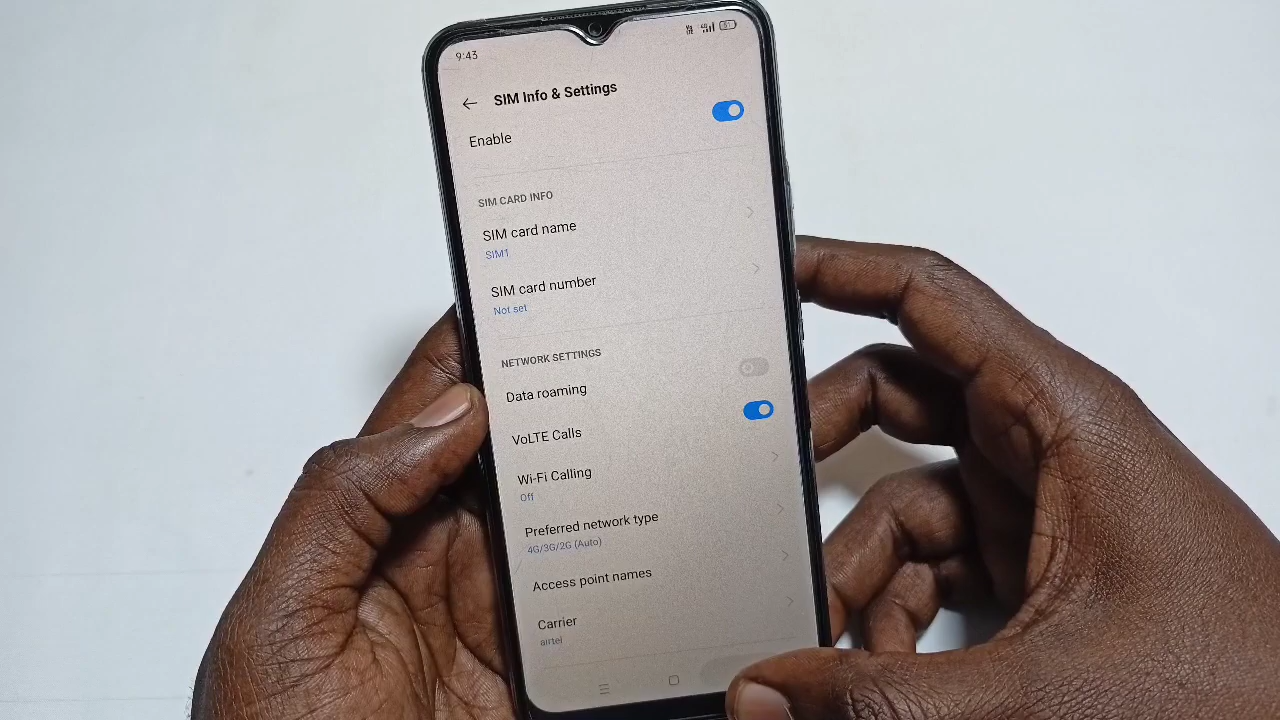 9:43
SIM Info & Settings
Enable
SIM CARD INFO
SIM card name
SIM1
SIM card number
Not set
NETWORK SETTINGS
Data roaming
VoLTE Calls
Wi-Fi Calling
Off
Preferred network type
4G/3G/2G (Auto)
Access point names
Carrier
airtel